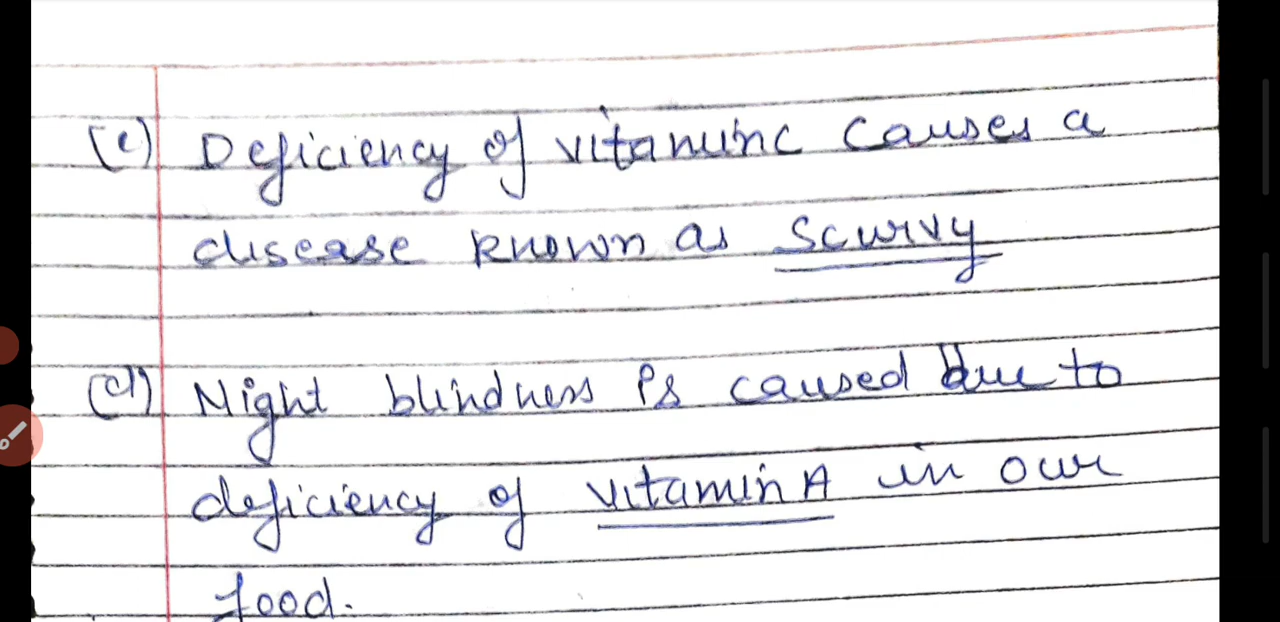 (c) Deficiency of vitaminc causes a
disease known as scurvy
(d) Night blindness is caused due to
deficiency of vitamin A in our
food.